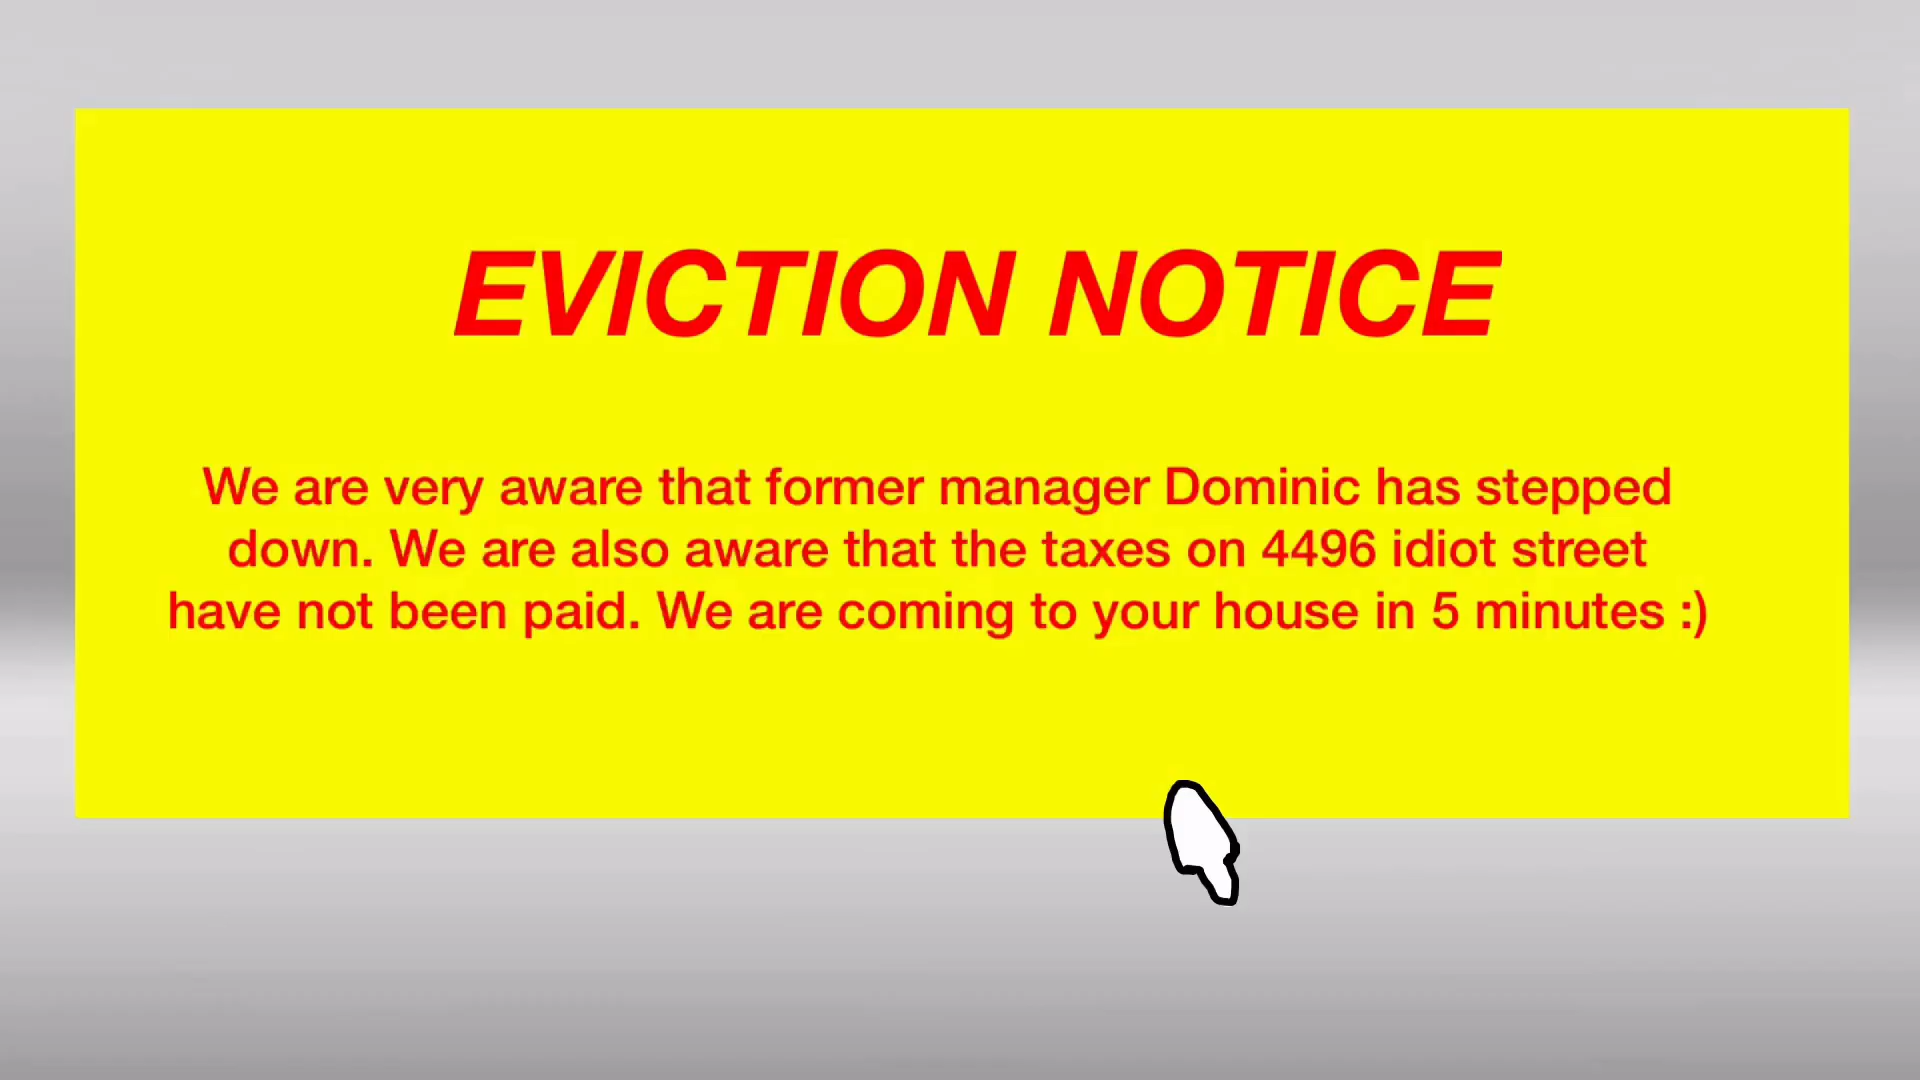 EVICTION NOTICE
We are very aware that former manager Dominic has stepped
down. We are also aware that the taxes on 4496 idiot street
have not been paid. We are coming to your house in 5 minutes :)